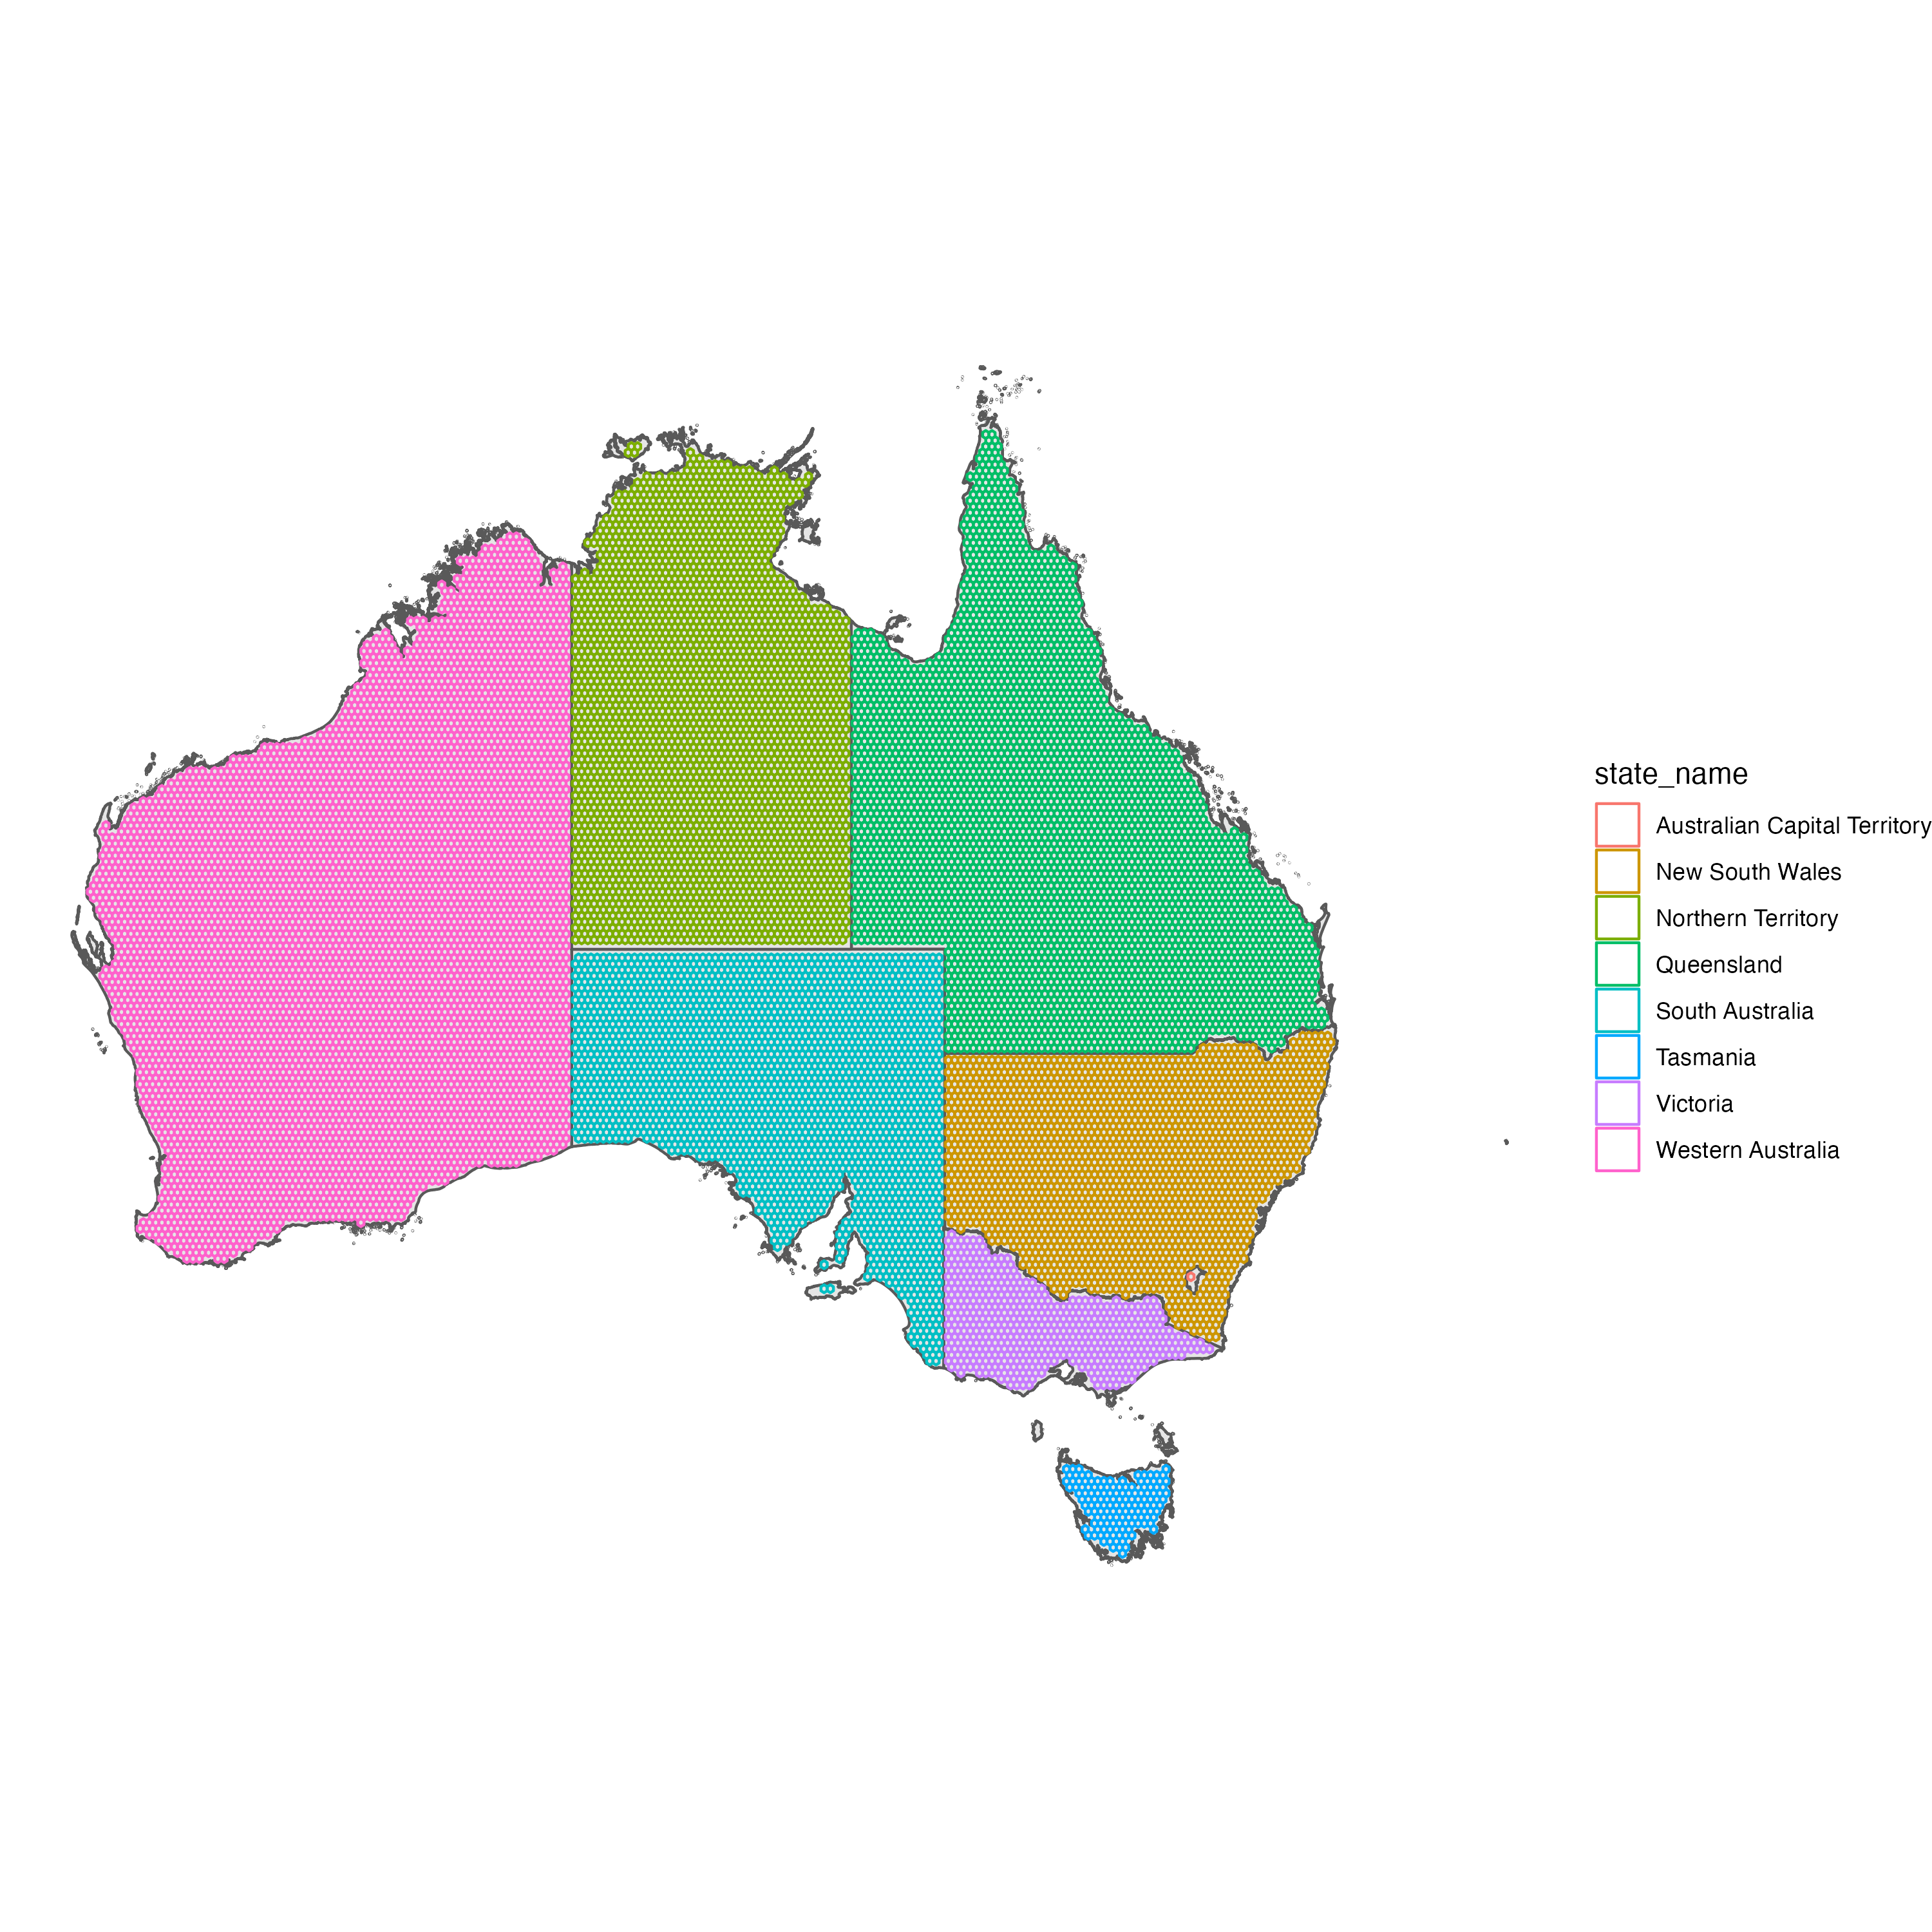 state_name
Australian Capital Territory
New South Wales
Northern Territory
Queensland
South Australia
Tasmania
Victoria
Western Australia